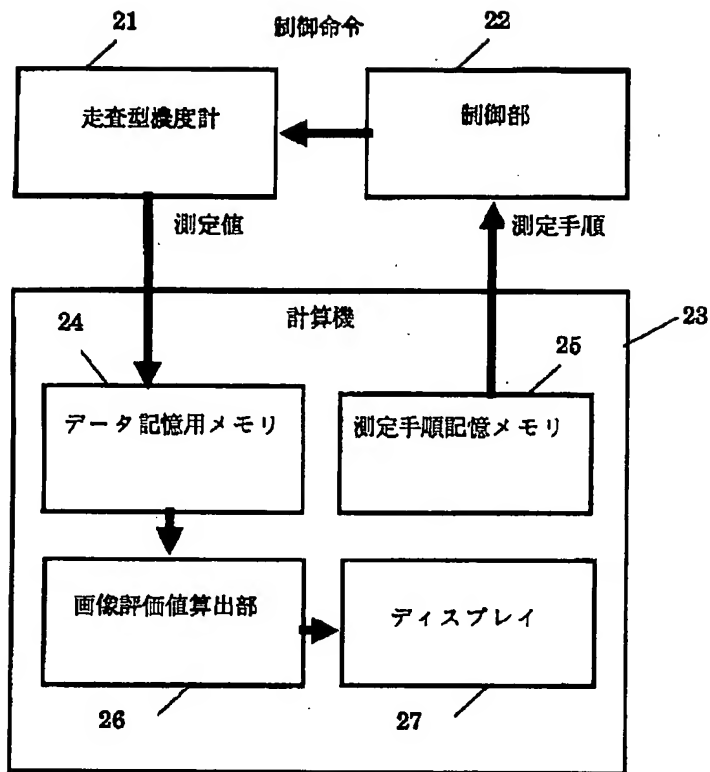 21
制御命令
22
走査型濃度計
制御部
測定値
測定手順
計算機
23
24
25
データ記憶用メモリ
測定手順記憶メモリ
画像評価値算出部
ディスプレイ
26
27